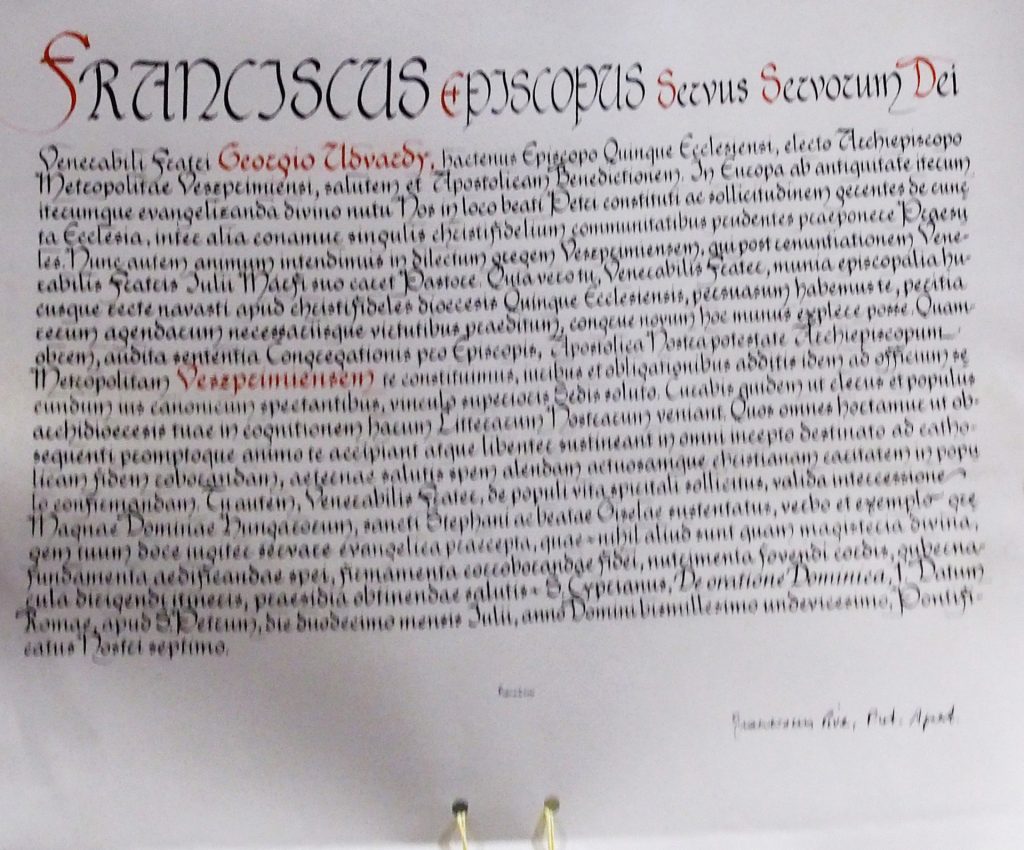 FRANCISCUS EPISCOPUS Servus Servorum Dei
Venerabili Fratri Georgio Udvardy, hactenus Episcopo Quinque Ecclesiensi, electo Archiepiscopo
Metropolitae Veszprimiensi, salutem et Apostolicam Benedictionem. In Europa ab antiquitate iterum
iterumque evangelizanda divino nutu Nos in loco beati Petri constituti ac sollicitudinem gerentes de cunc
ta Ecclesia, inter alia conamur singulis christifidelium communitatibus prudentes praeponere Praesu
les. Nunc autem animum intendimus in dilectum gregem Veszprimiensem, qui post renuntiationem Vene-
rabilis Fratris Iulii Márfi suo caret Pastore. Quia vero tu, Venerabilis Frater, munia episcopalia hu-
cusque recte navasti apud christifideles dioecesis Quinque Ecclesiensis, persuasum habemus te, peritia
rerum agendarum necessariisque virtutibus praeditum, congrue novum hoc munus explere posse. Quam-
obrem, audita sententia Congregationis pro Episcopis, Apostolica Nostra potestate Archiepiscopum
Metropolitam Veszprimiensem te constituimus, iuribus et obligationibus additis idem ad officium se
cundum ius canonicum spectantibus, vinculo superioris Sedis soluto. Curabis quidem ut clerus et populus
archidioecesis tuae in cognitionem harum Litterarum Nostrarum veniant. Quos omnes hortamur ut ob-
sequenti promptoque animo te accipiant atque libenter sustineant in omni incepto destinato ad catho-
licam fidem roborandam, aeternae salutis spem alendam actuosamque christianam caritatem in popu
lo confirmandam. Tu autem, Venerabilis Frater, de populi vita spiritali sollicitus, valida intercessione
Magnae Dominae Hungarorum, sancti Stephani ac beatae Giselae sustentatus, verbo et exemplo gre
gem tuum doce iugiter servare evangelica praecepta, quae «nihil aliud sunt quam magisteria divina,
fundamenta aedificandae spei, firmamenta corroborandae fidei, nutrimenta fovendi cordis, guberna-
cula dirigendi itineris, praesidia obtinendae salutis» S. Cyprianus, De oratione Dominica, 1. Datum
Romae, apud S. Petrum, die duodecimo mensis Iulii, anno Domini bismillesimo undevicesimo, Pontifi-
catus Nostri septimo.
Franciscus
Prot. Apost.